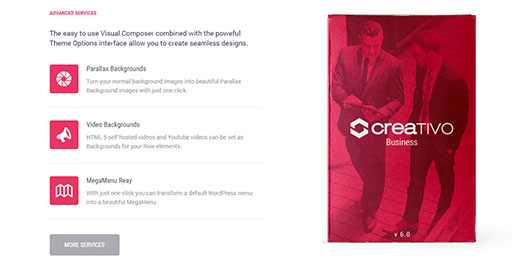 ADVANCED SERVICES
The easy to use Visual Composer combined with the powerful
Theme Options interface allow you to create seamless designs.
Parallax Backgrounds
Turn your normal background images into beautiful Parallax
Background images with just one click.
Video Backgrounds
HTML 5 self hosted videos and Youtube videos can be set as
Backgrounds for your Row elements.
MegaMenu Reay
With just one click you can transform a default WordPress menu
into a beautiful MegaMenu.
MORE SERVICES
CREATIVO
Business
v 6.0